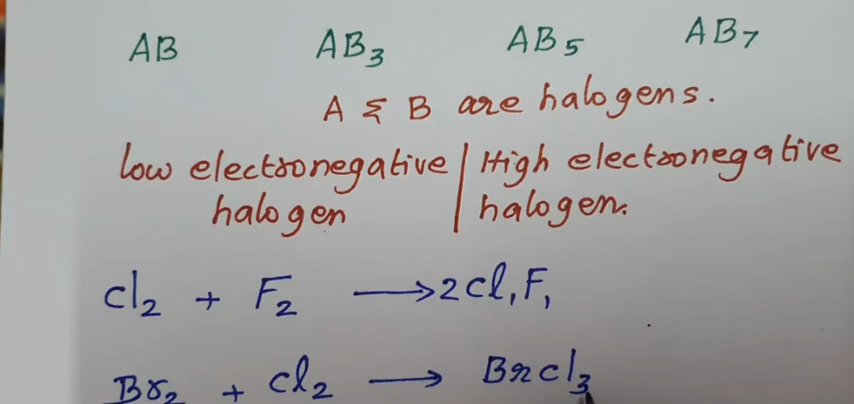 AB AB₃ AB₅ AB₇
A & B are halogens.
low electronegative | High electronegative
halogen | halogen.
Cl₂ + F₂ → 2Cl₁F₁
Br₂ + Cl₂ → BrCl₃